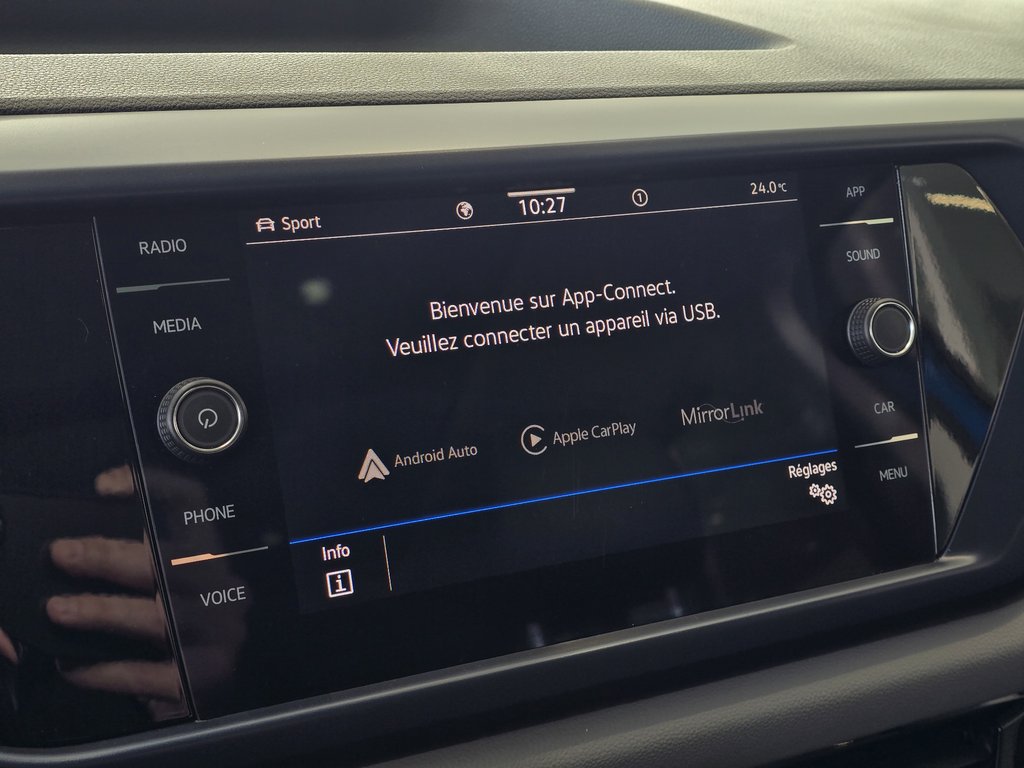 RADIO
MEDIA
PHONE
VOICE
Sport
10:27
1
24.0°C
Bienvenue sur App-Connect.
Veuillez connecter un appareil via USB.
Android Auto
Apple CarPlay
MirrorLink
Info
i
Réglages
APP
SOUND
CAR
MENU